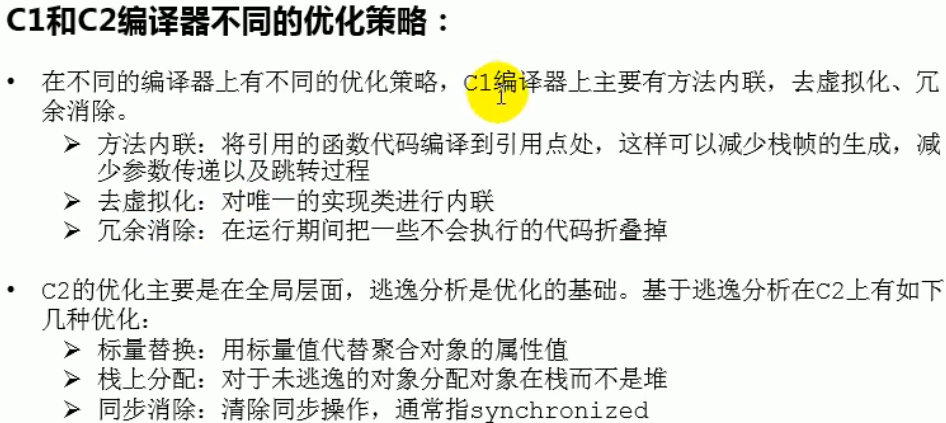 C1和C2编译器不同的优化策略：
• 在不同的编译器上有不同的优化策略，C1编译器上主要有方法内联，去虚拟化、冗
余消除。
➢ 方法内联：将引用的函数代码编译到引用点处，这样可以减少栈帧的生成，减
少参数传递以及跳转过程
➢ 去虚拟化：对唯一的实现类进行内联
➢ 冗余消除：在运行期间把一些不会执行的代码折叠掉
• C2的优化主要是在全局层面，逃逸分析是优化的基础。基于逃逸分析在C2上有如下
几种优化：
➢ 标量替换：用标量值代替聚合对象的属性值
➢ 栈上分配：对于未逃逸的对象分配对象在栈而不是堆
➢ 同步消除：清除同步操作，通常指synchronized